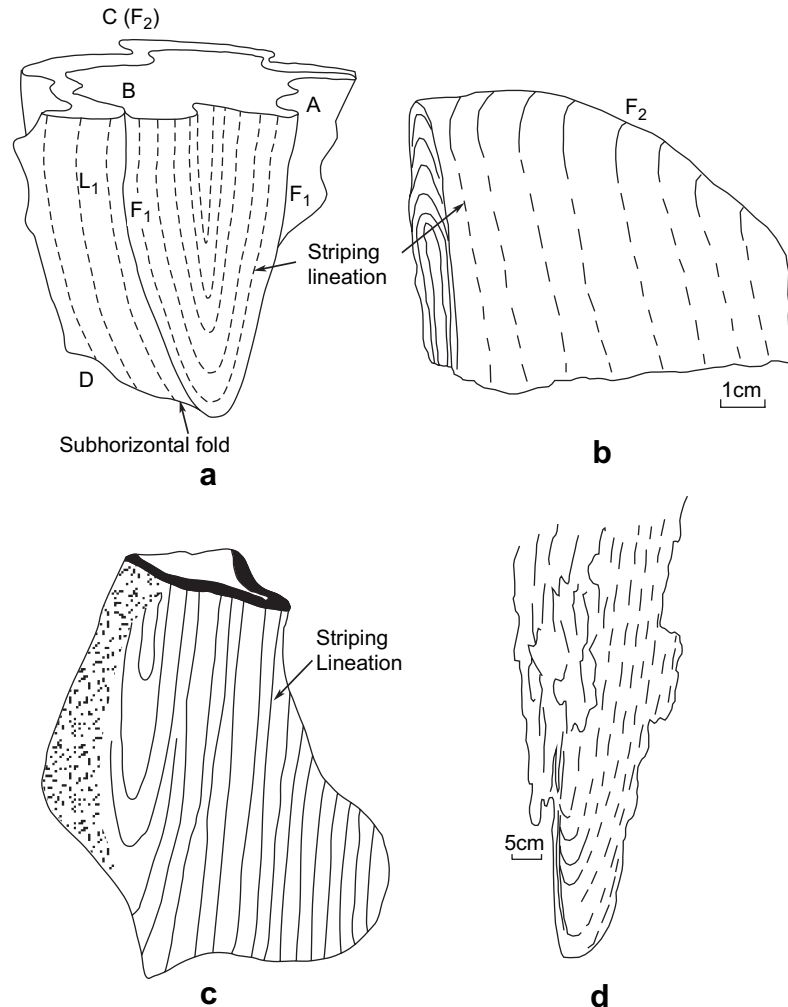 C (F2)
B
A
L1
F1
F1
D
Striping
lineation
Subhorizontal fold
a
F2
1cm
b
Striping
Lineation
c
5cm
d